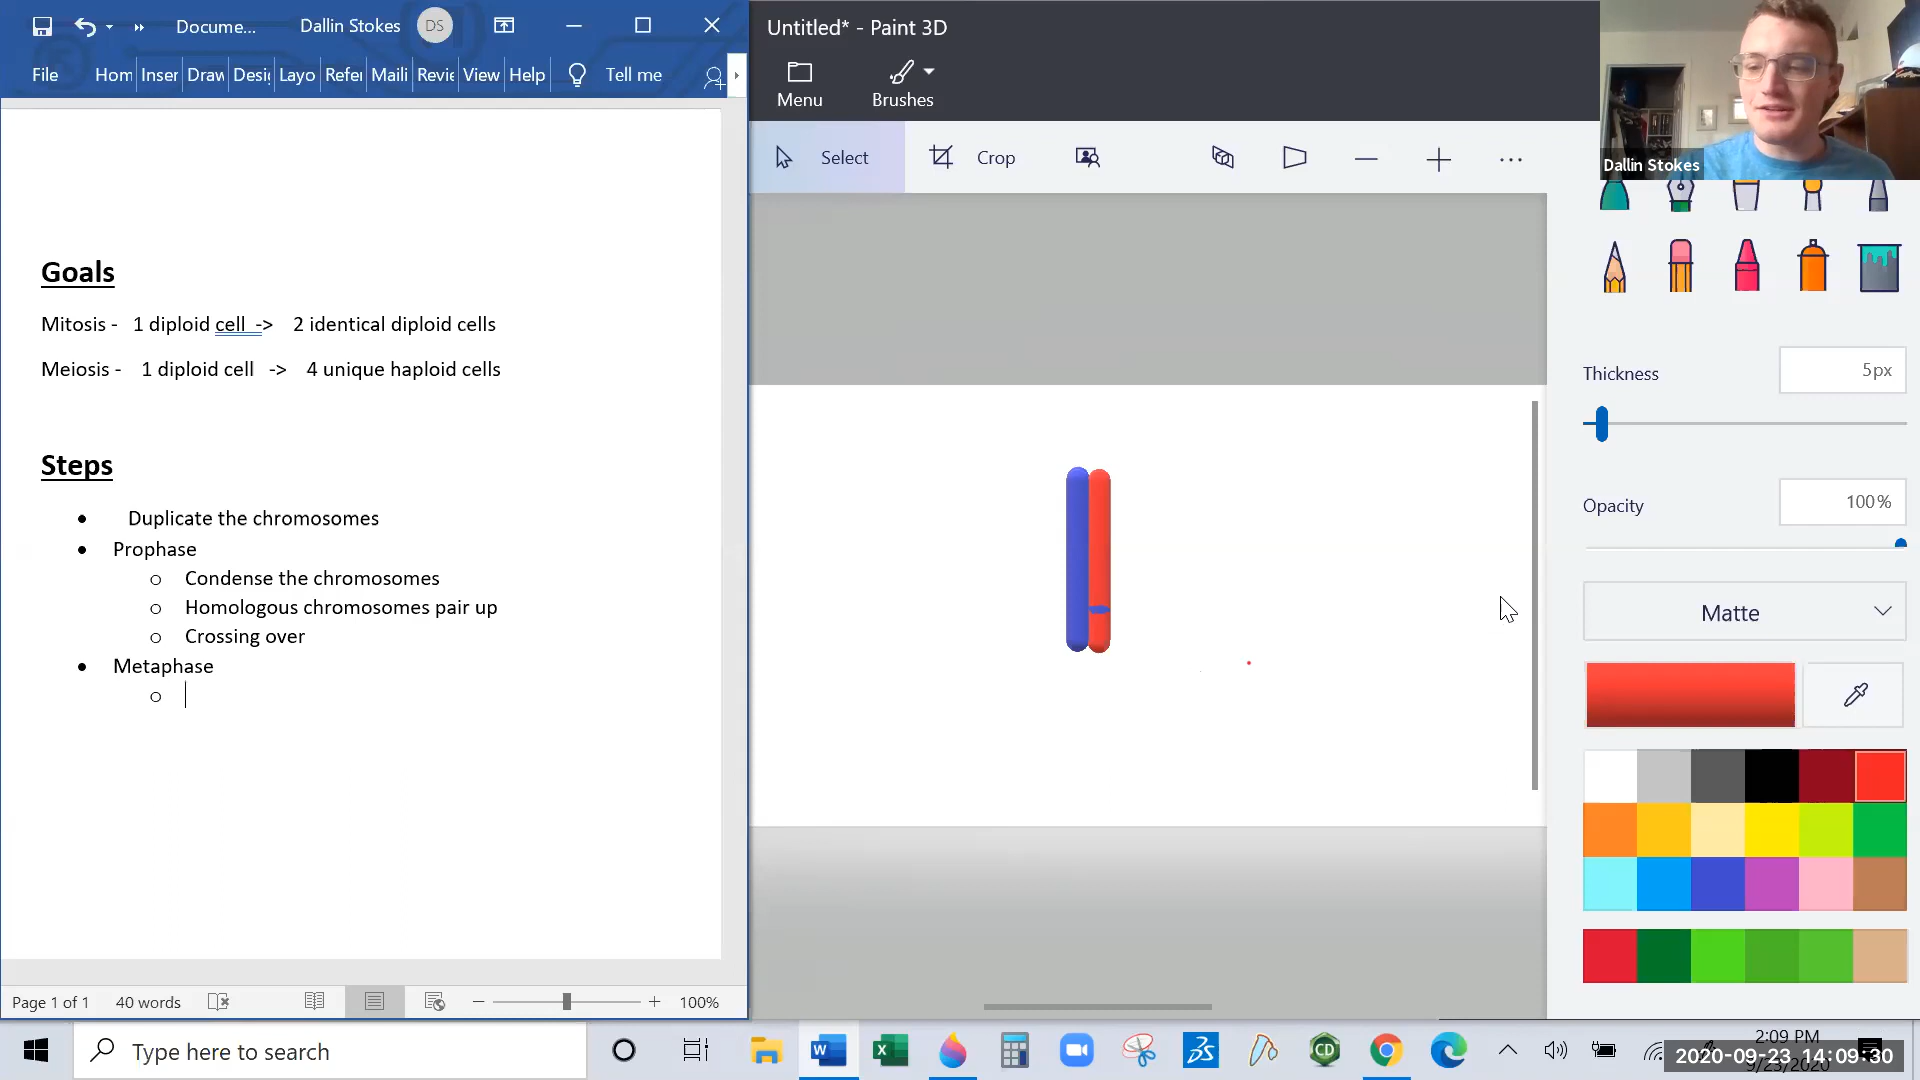 Docume... Dallin Stokes DS
File Hom Inser Draw Desig Layo Refer Maili Revie View Help Tell me
Goals
Mitosis - 1 diploid cell -> 2 identical diploid cells
Meiosis - 1 diploid cell -> 4 unique haploid cells
Steps
Duplicate the chromosomes
Prophase
Condense the chromosomes
Homologous chromosomes pair up
Crossing over
Metaphase
Page 1 of 1 40 words 100%
Untitled* - Paint 3D
Menu Brushes
Select Crop
Dallin Stokes
Thickness 5px
Opacity 100%
Matte
Type here to search
W
X
CD
2:09 PM
2020-09-23 14:09:30